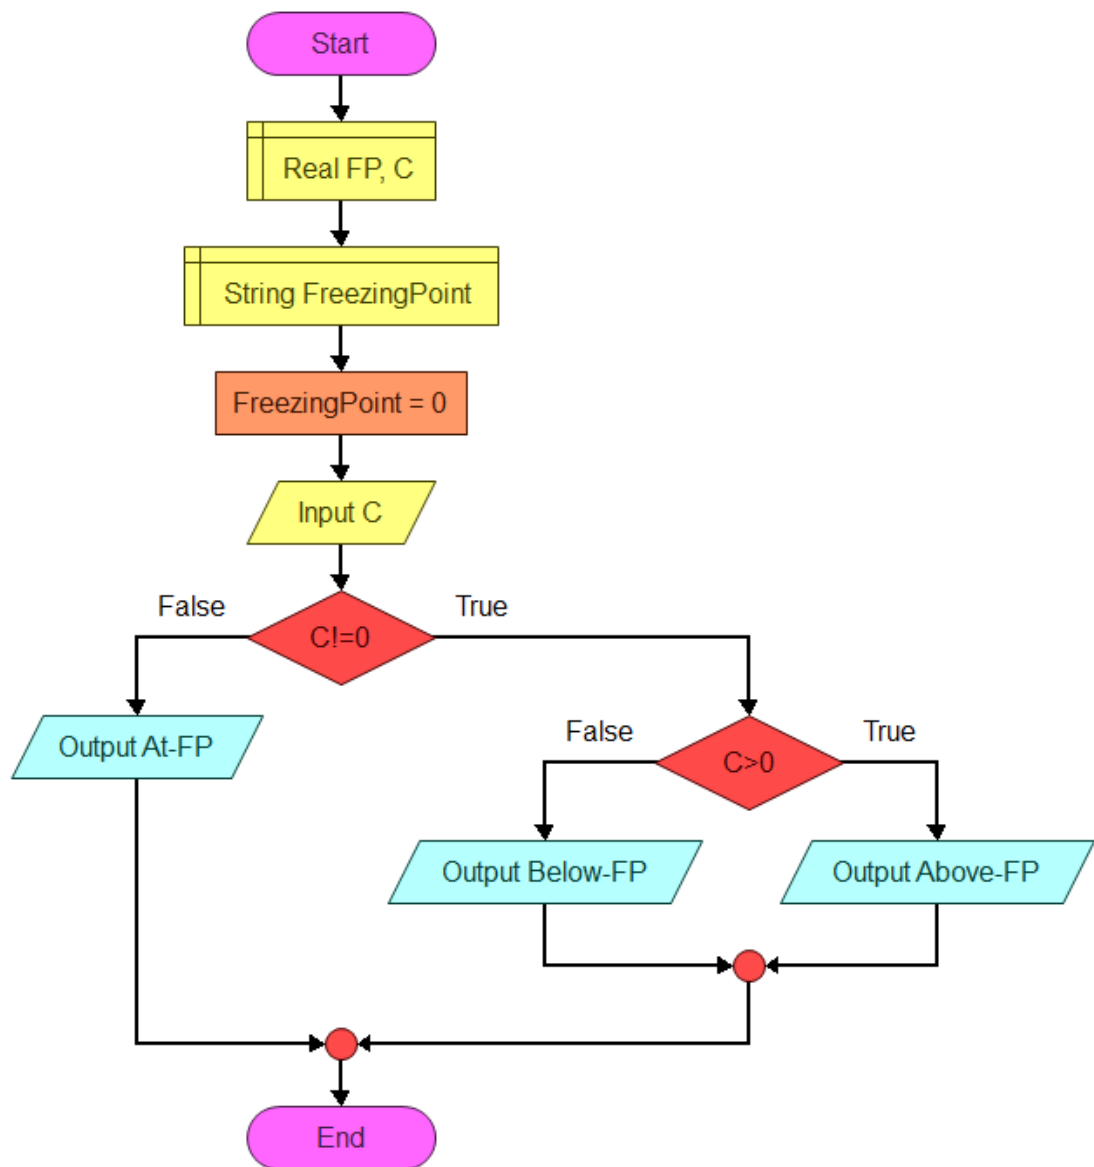 Start
Real FP, C
String FreezingPoint
FreezingPoint = 0
Input C
False
True
C!=0
Output At-FP
False
True
C>0
Output Below-FP
Output Above-FP
End